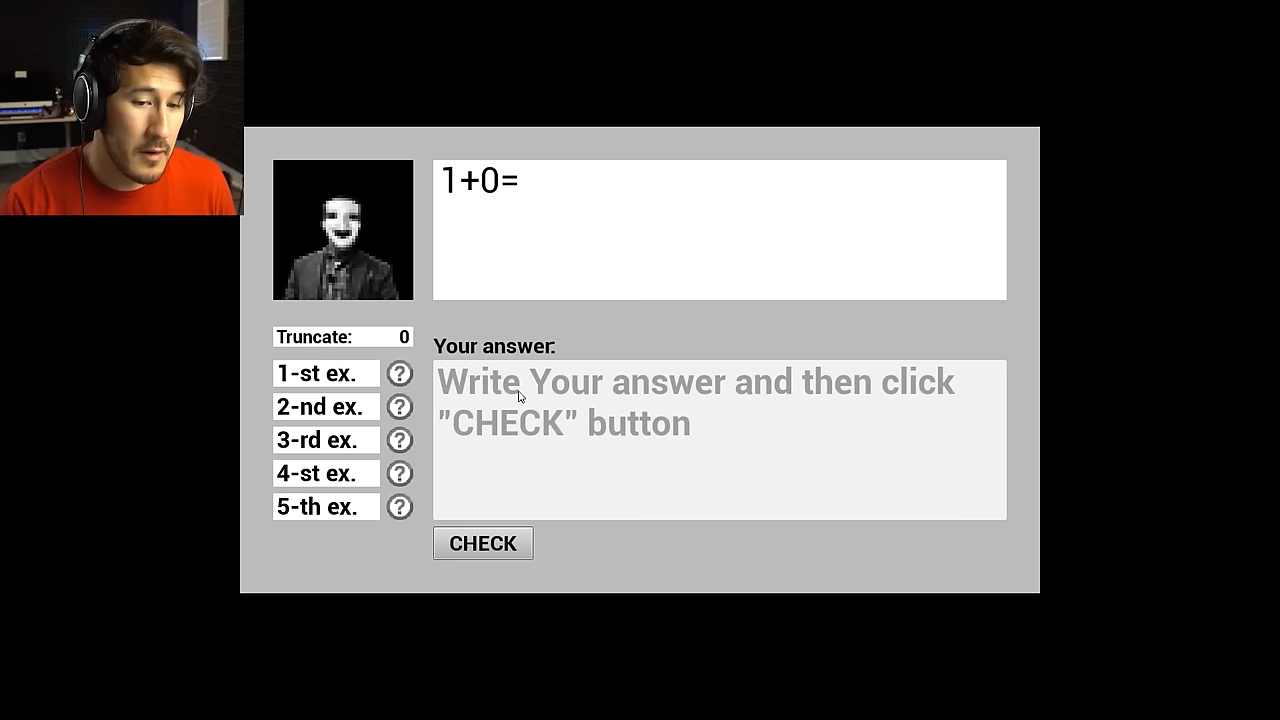 1+0=
Truncate: 0
1-st ex. ?
2-nd ex. ?
3-rd ex. ?
4-st ex. ?
5-th ex. ?
Your answer:
Write Your answer and then click
"CHECK" button
CHECK